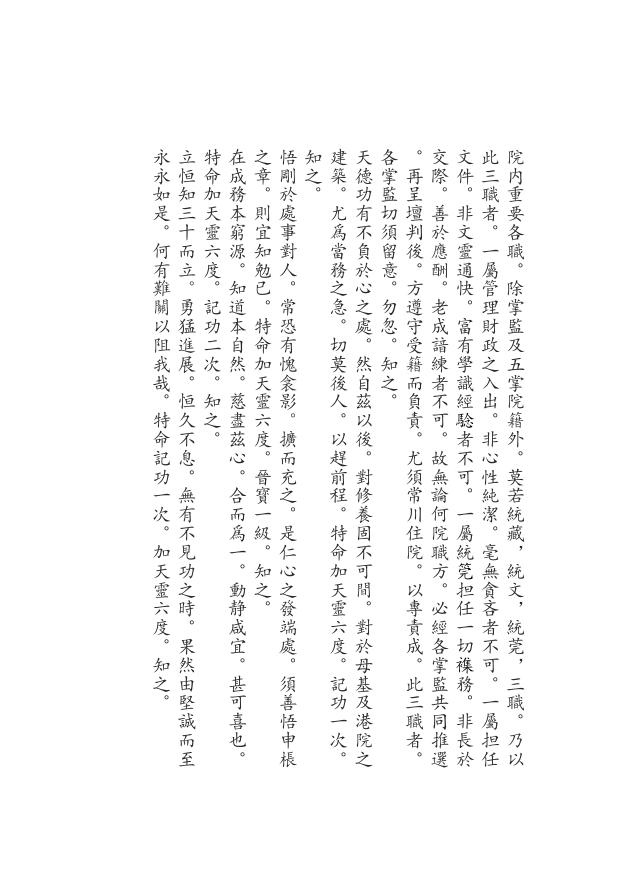 院内重要各職。除掌監及五掌院籍外。莫若統藏，統文，統莞，三職。乃以
此三職者。一屬管理財政之入出。非心性純潔。毫無貪吝者不可。一屬担任
文件。非文靈通快。富有學識經驗者不可。一屬統筦担任一切襍務。非長於
交際。善於應酬。老成諳練者不可。故無論何院職方。必經各掌監共同推選
。再呈壇判後。方遵守受籍而負責。尤須常川住院。以專責成。此三職者。
各掌監切須留意。勿忽。知之。
天德功有不負於心之處。然自茲以後。對修養固不可間。對於母基及港院之
建築。尤爲當務之急。切莫後人。以趕前程。特命加天靈六度。記功一次。
知之。
悟剛於處事對人。常恐有愧衾影。擴而充之。是仁心之發端處。須善悟申棖
之章。則宜知勉已。特命加天靈六度。晉寶一級。知之。
在成務本窮源。知道本自然。慈盡茲心。合而爲一。動静咸宜。甚可喜也。
特命加天靈六度。記功二次。知之。
立恒知三十而立。勇猛進展。恒久不息。無有不見功之時。果然由堅誠而至
永永如是。何有難關以阻我哉。特命記功一次。加天靈六度。知之。